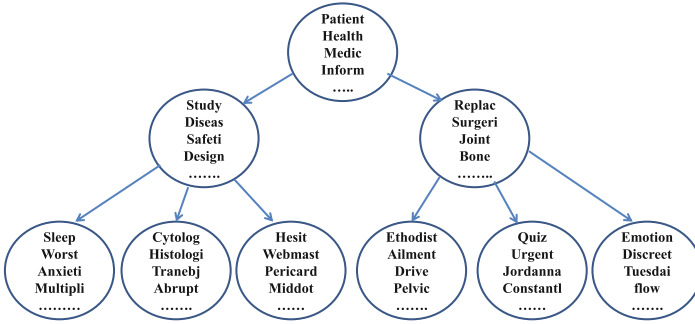 Patient
Health
Medic
Inform
…..
Study
Diseas
Safeti
Design
…….
Replac
Surgeri
Joint
Bone
……..
Sleep
Worst
Anxieti
Multipli
………
Cytolog
Histologi
Tranebj
Abrupt
…….
Hesit
Webmast
Pericard
Middot
……
Ethodist
Ailment
Drive
Pelvic
…….
Quiz
Urgent
Jordanna
Constantl
……
Emotion
Discreet
Tuesdai
flow
…….